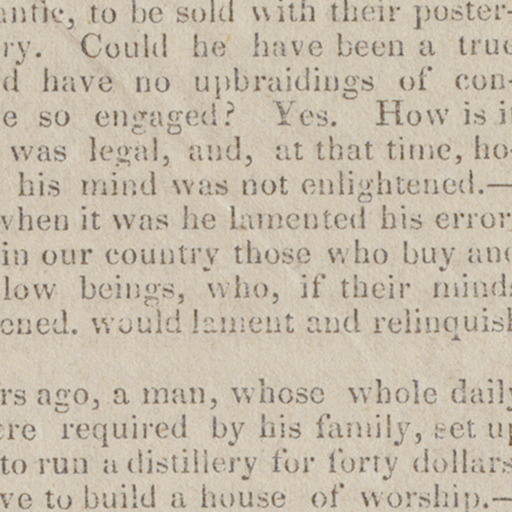 antic, to be sold with their poster-
ry. Could he have been a true
d have no upbraidings of con-
e so engaged? Yes. How is i
was legal, and, at that time, ho-
his mind was not enlightened.—
when it was he lamented his error
in our country those who buy and
low beings, who, if their minds
ened. would lament and relinquish
rs ago, a man, whose whole daily
ere required by his family, set up
to run a distillery for forty dollars
ve to build a house of worship.—